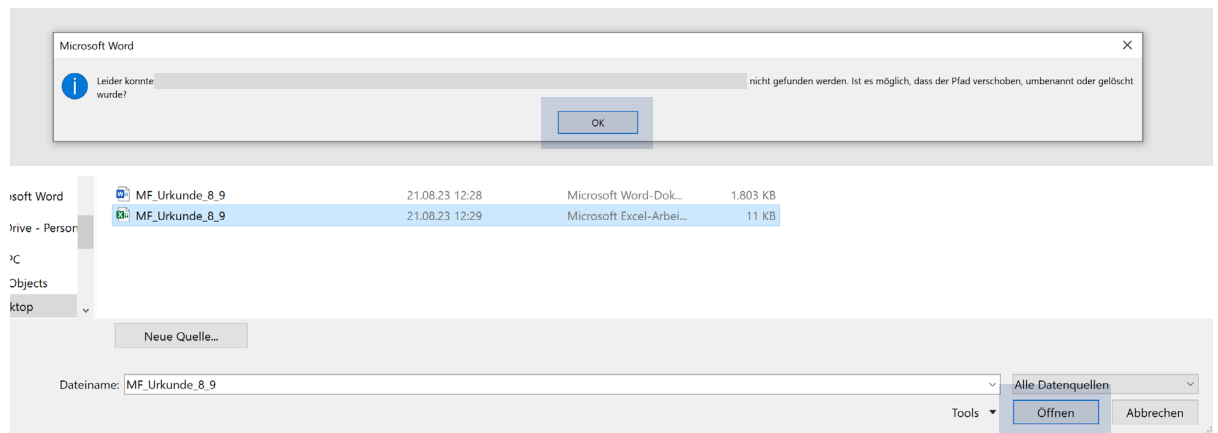 Microsoft Word
Leider konnte nicht gefunden werden. Ist es möglich, dass der Pfad verschoben, umbenannt oder gelöscht
wurde?
OK
osoft Word
MF_Urkunde_8_9 21.08.23 12:28 Microsoft Word-Dok... 1.803 KB
MF_Urkunde_8_9 21.08.23 12:29 Microsoft Excel-Arbei... 11 KB
Drive - Person
PC
Objects
ktop
Neue Quelle...
Dateiname: MF_Urkunde_8_9 Alle Datenquellen
Tools Öffnen Abbrechen